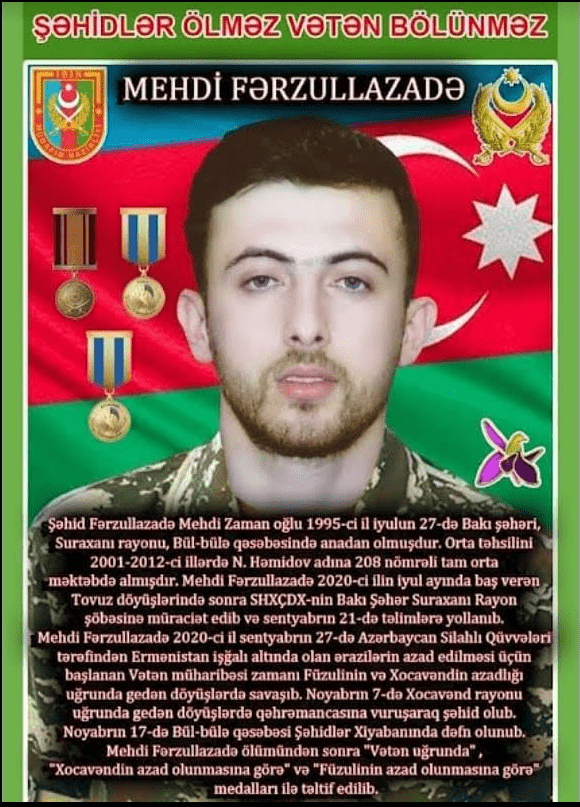 ŞƏHİDLƏR ÖLMƏZ VƏTƏN BÖLÜNMƏZ
MEHDİ FƏRZULLAZADƏ
1918
MÜDAFİƏ NAZİRLİYİ
Şəhid Fərzullazadə Mehdi Zaman oğlu 1995-ci il iyulun 27-də Bakı şəhəri,
Suraxanı rayonu, Bül-bülə qəsəbəsində anadan olmuşdur. Orta təhsilini
2001-2012-ci illərdə N. Həmidov adına 208 nömrəli tam orta
məktəbdə almışdır. Mehdi Fərzullazadə 2020-ci ilin iyul ayında baş verən
Tovuz döyüşlərində sonra SHXÇDX-nin Bakı Şəhər Suraxanı Rayon
şöbəsinə müraciət edib və sentyabrın 21-də təlimlərə yollanıb.
Mehdi Fərzullazadə 2020-ci il sentyabrın 27-də Azərbaycan Silahlı Qüvvələri
tərəfindən Ermənistan işğalı altında olan ərazilərin azad edilməsi üçün
başlanan Vətən müharibəsi zamanı Füzulinin və Xocavəndin azadlığı
uğrunda gedən döyüşlərdə savaşıb. Noyabrın 7-də Xocavənd rayonu
uğrunda gedən döyüşlərdə qəhrəmancasına vuruşaraq şəhid olub.
Noyabrın 17-də Bül-bülə qəsəbəsi Şəhidlər Xiyabanında dəfn olunub.
Mehdi Fərzullazadə ölümündən sonra "Vətən uğrunda" ,
"Xocavəndin azad olunmasına görə" və "Füzulinin azad olunmasına görə"
medalları ilə təltif edilib.